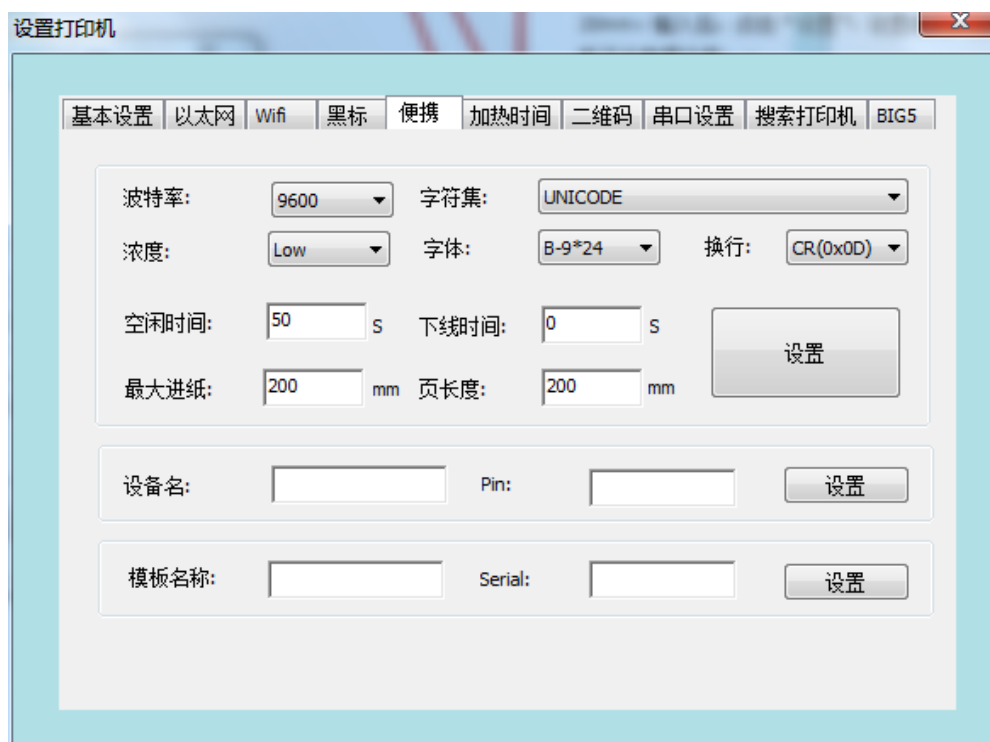 设置打印机
基本设置 以太网 Wifi 黑标 便携 加热时间 二维码 串口设置 搜索打印机 BIG5
波特率: 9600 字符集: UNICODE
浓度: Low 字体: B-9*24 换行: CR(0x0D)
空闲时间: 50 S 下线时间: 0 S 设置
最大进纸: 200 mm 页长度: 200 mm
设备名: Pin: 设置
模板名称: Serial: 设置